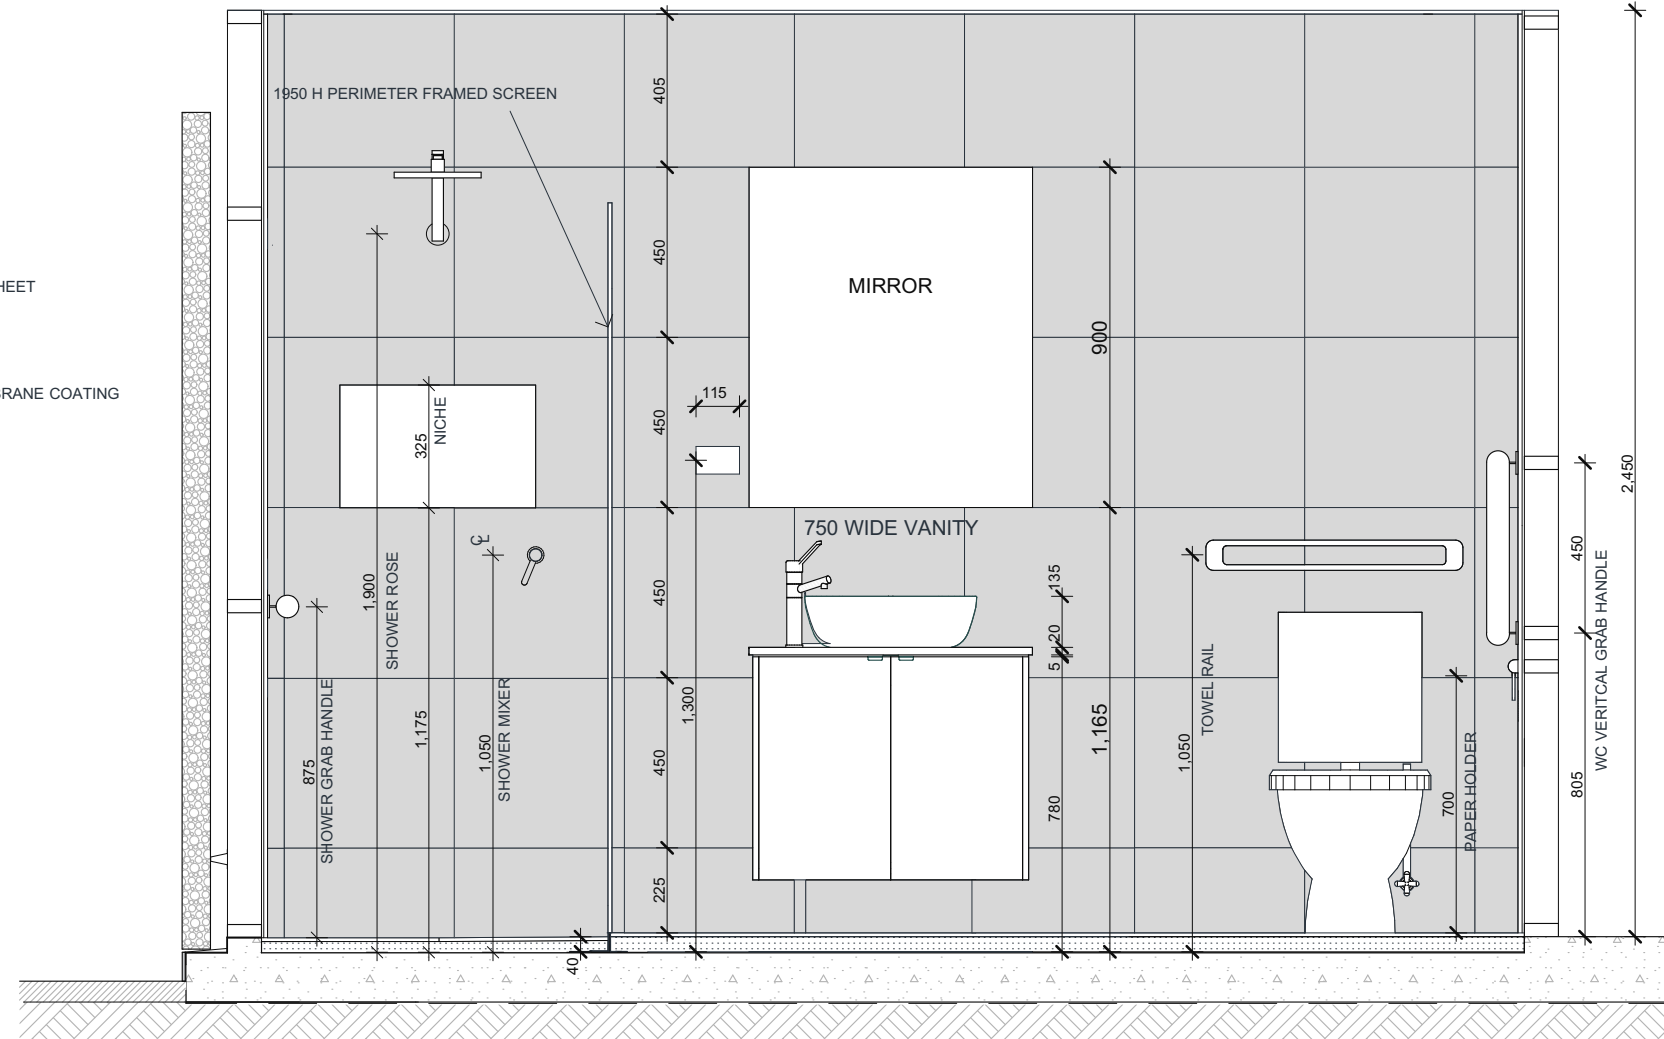 1950 H PERIMETER FRAMED SCREEN
405
HEET
450
MIRROR
900
BRANE COATING
115
450
325
NICHE
2,450
750 WIDE VANITY
℄
450
135
20
5
450
WC VERITCAL GRAB HANDLE
1,900
SHOWER ROSE
TOWEL RAIL
1,300
1,165
875
SHOWER GRAB HANDLE
1,175
1,050
SHOWER MIXER
450
780
1,050
700
PAPER HOLDER
805
225
40